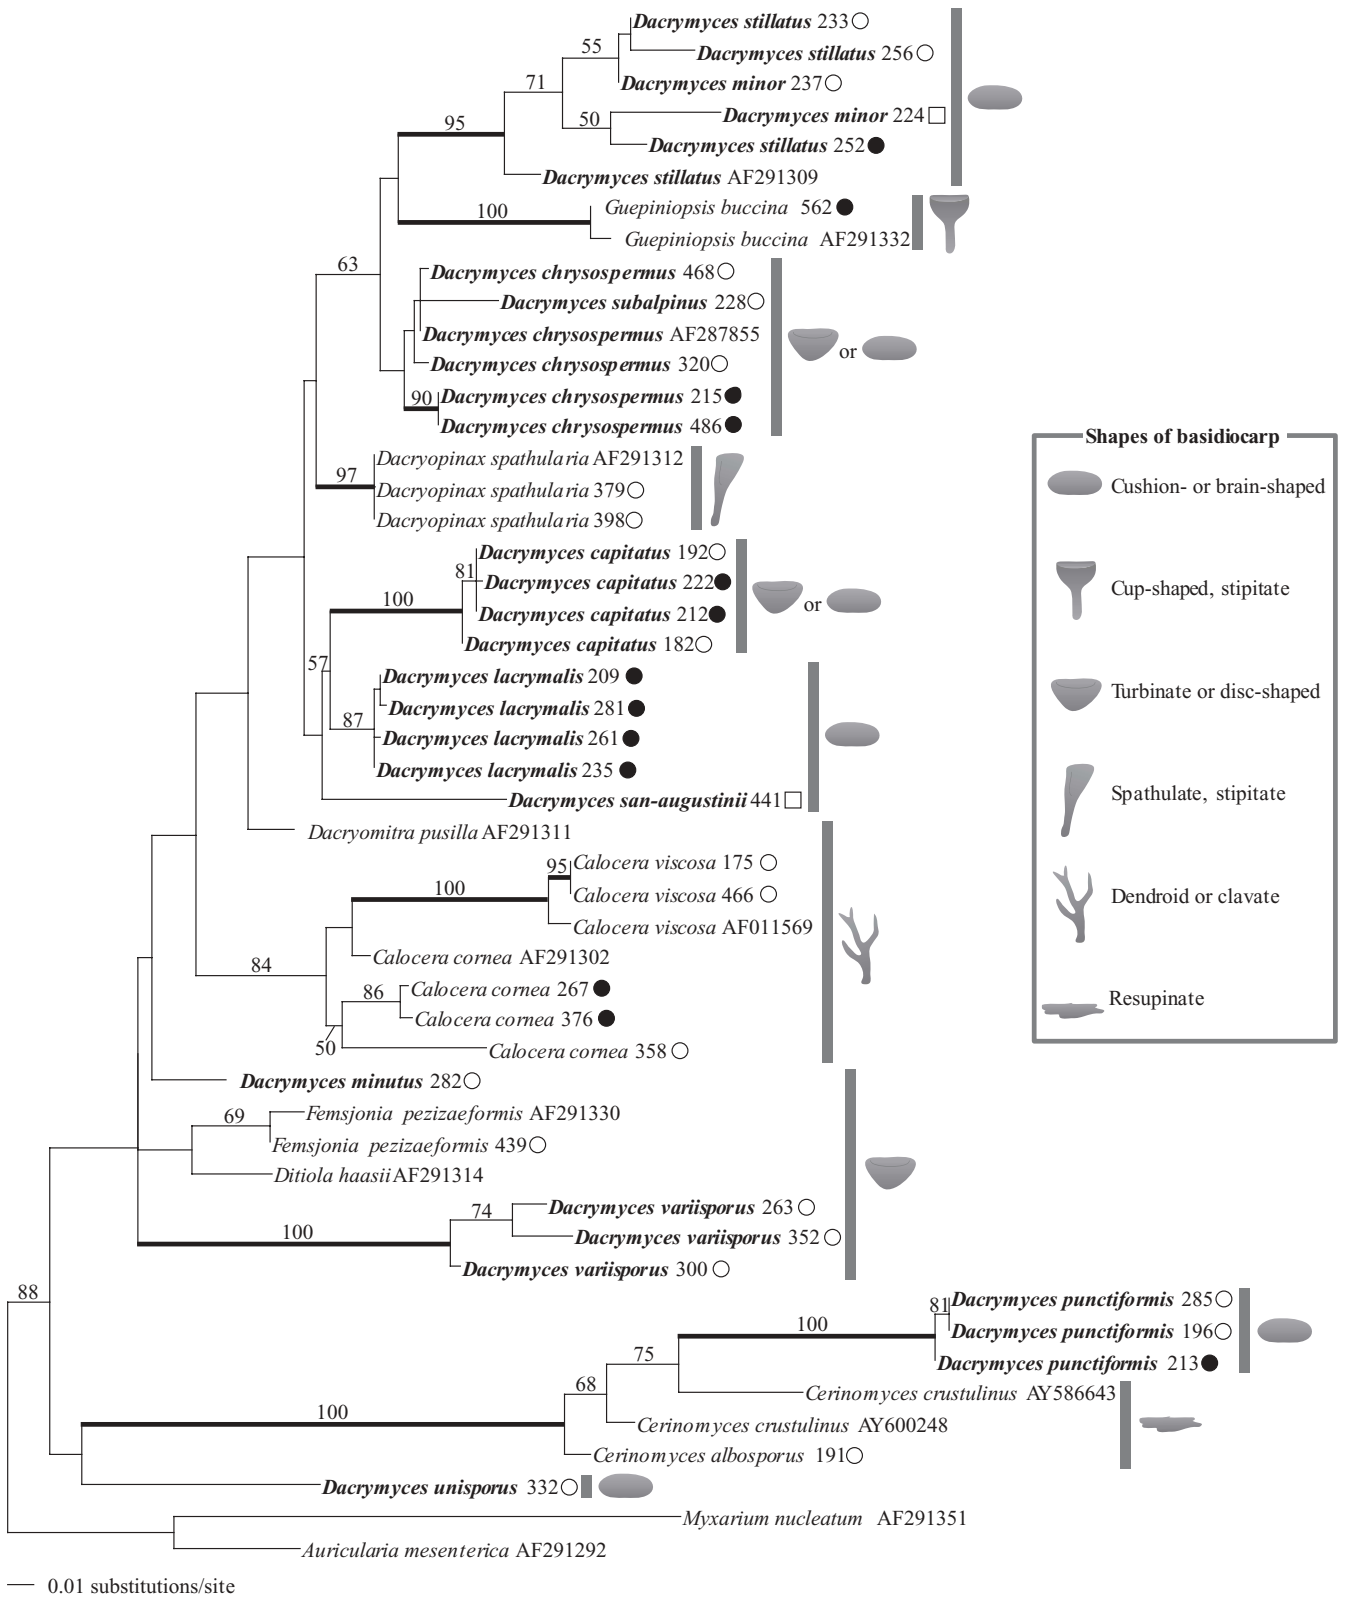 Dacrymyces stillatus 233
55
Dacrymyces stillatus 256
71
Dacrymyces minor 237
Dacrymyces minor 224
50
95
Dacrymyces stillatus 252
Dacrymyces stillatus AF291309
Guepiniopsis buccina 562
100
Guepiniopsis buccina AF291332
63
Dacrymyces chrysospermus 468
Dacrymyces subalpinus 228
Dacrymyces chrysospermus AF287855
or
Dacrymyces chrysospermus 320
90
Dacrymyces chrysospermus 215
Dacrymyces chrysospermus 486
Shapes of basidiocarp
Cushion- or brain-shaped
Cup-shaped, stipitate
Turbinate or disc-shaped
Spathulate, stipitate
Dendroid or clavate
Resupinate
Dacryopinax spathularia AF291312
97
Dacryopinax spathularia 379
Dacryopinax spathularia 398
Dacrymyces capitatus 192
81
Dacrymyces capitatus 222
100
or
Dacrymyces capitatus 212
Dacrymyces capitatus 182
57
Dacrymyces lacrymalis 209
Dacrymyces lacrymalis 281
87
Dacrymyces lacrymalis 261
Dacrymyces lacrymalis 235
Dacrymyces san-augustinii 441
Dacryomitra pusilla AF291311
95
Calocera viscosa 175
100
Calocera viscosa 466
Calocera viscosa AF011569
84
Calocera cornea AF291302
86
Calocera cornea 267
Calocera cornea 376
50
Calocera cornea 358
Dacrymyces minutus 282
69
Femsjonia pezizaeformis AF291330
Femsjonia pezizaeformis 439
Ditiola haasii AF291314
74
Dacrymyces variisporus 263
100
Dacrymyces variisporus 352
Dacrymyces variisporus 300
88
81
Dacrymyces punctiformis 285
100
Dacrymyces punctiformis 196
75
Dacrymyces punctiformis 213
68
Cerinomyces crustulinus AY586643
100
Cerinomyces crustulinus AY600248
Cerinomyces albosporus 191
Dacrymyces unisporus 332
Myxarium nucleatum AF291351
Auricularia mesenterica AF291292
0.01 substitutions/site